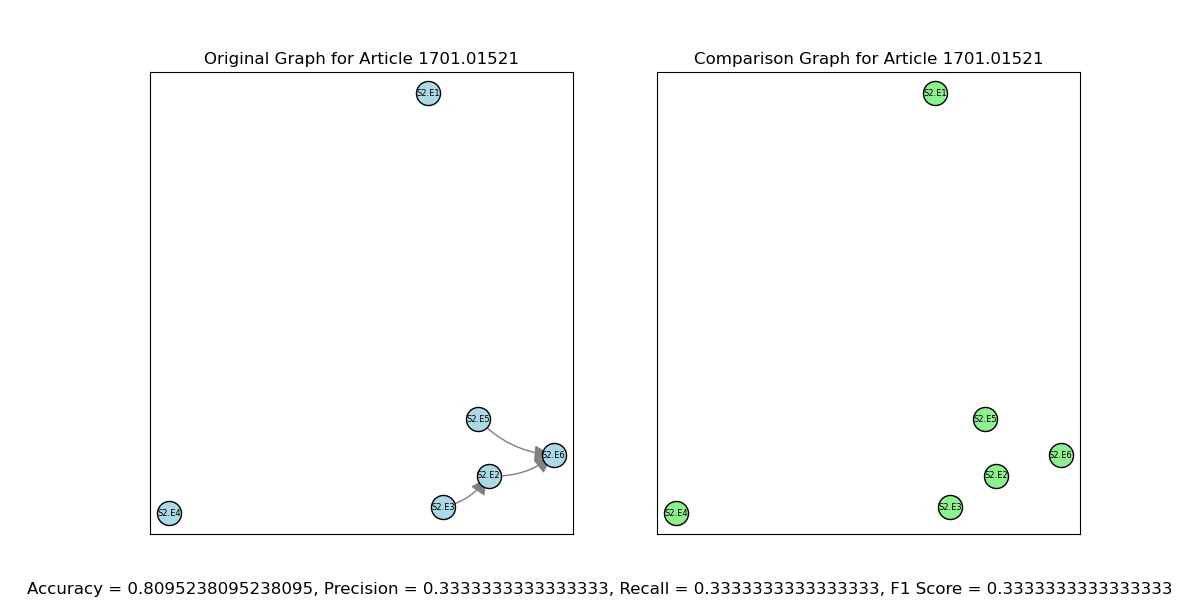 Original Graph for Article 1701.01521
S2.E1
S2.E5
S2.E6
S2.E2
S2.E3
S2.E4
Comparison Graph for Article 1701.01521
S2.E1
S2.E5
S2.E6
S2.E2
S2.E3
S2.E4
Accuracy = 0.8095238095238095, Precision = 0.3333333333333333, Recall = 0.3333333333333333, F1 Score = 0.3333333333333333